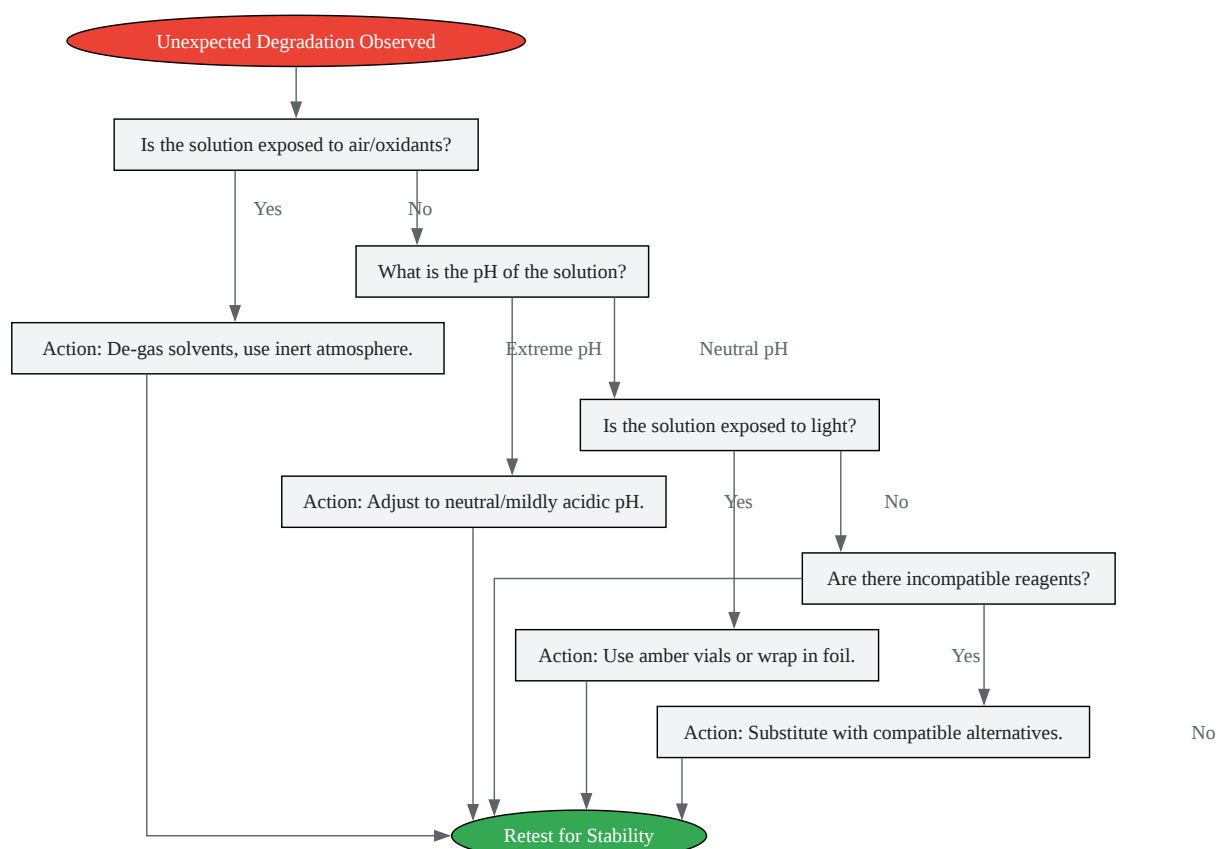 Unexpected Degradation Observed
Is the solution exposed to air/oxidants?
Yes
No
What is the pH of the solution?
Action: De-gas solvents, use inert atmosphere.
Extreme pH
Neutral pH
Is the solution exposed to light?
Action: Adjust to neutral/mildly acidic pH.
Yes
No
Are there incompatible reagents?
Action: Use amber vials or wrap in foil.
Yes
Action: Substitute with compatible alternatives.
No
Retest for Stability